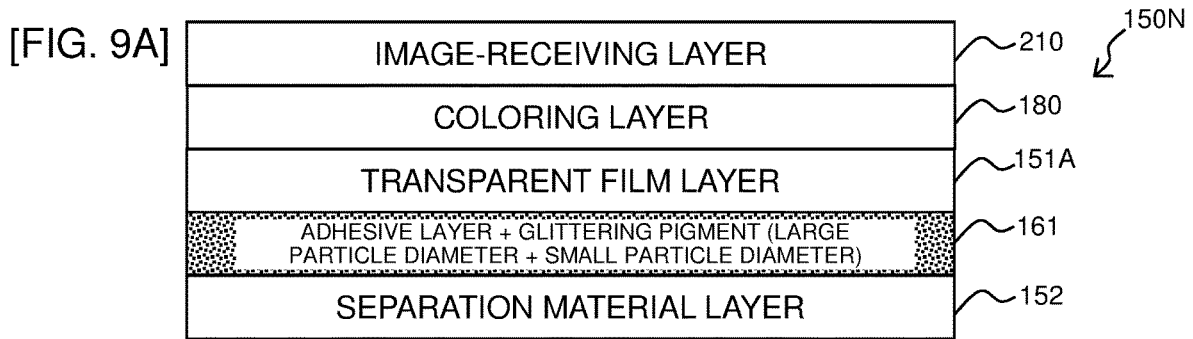 150N
[FIG. 9A]
IMAGE-RECEIVING LAYER
210
COLORING LAYER
180
TRANSPARENT FILM LAYER
151A
ADHESIVE LAYER + GLITTERING PIGMENT (LARGE
PARTICLE DIAMETER + SMALL PARTICLE DIAMETER)
161
SEPARATION MATERIAL LAYER
152